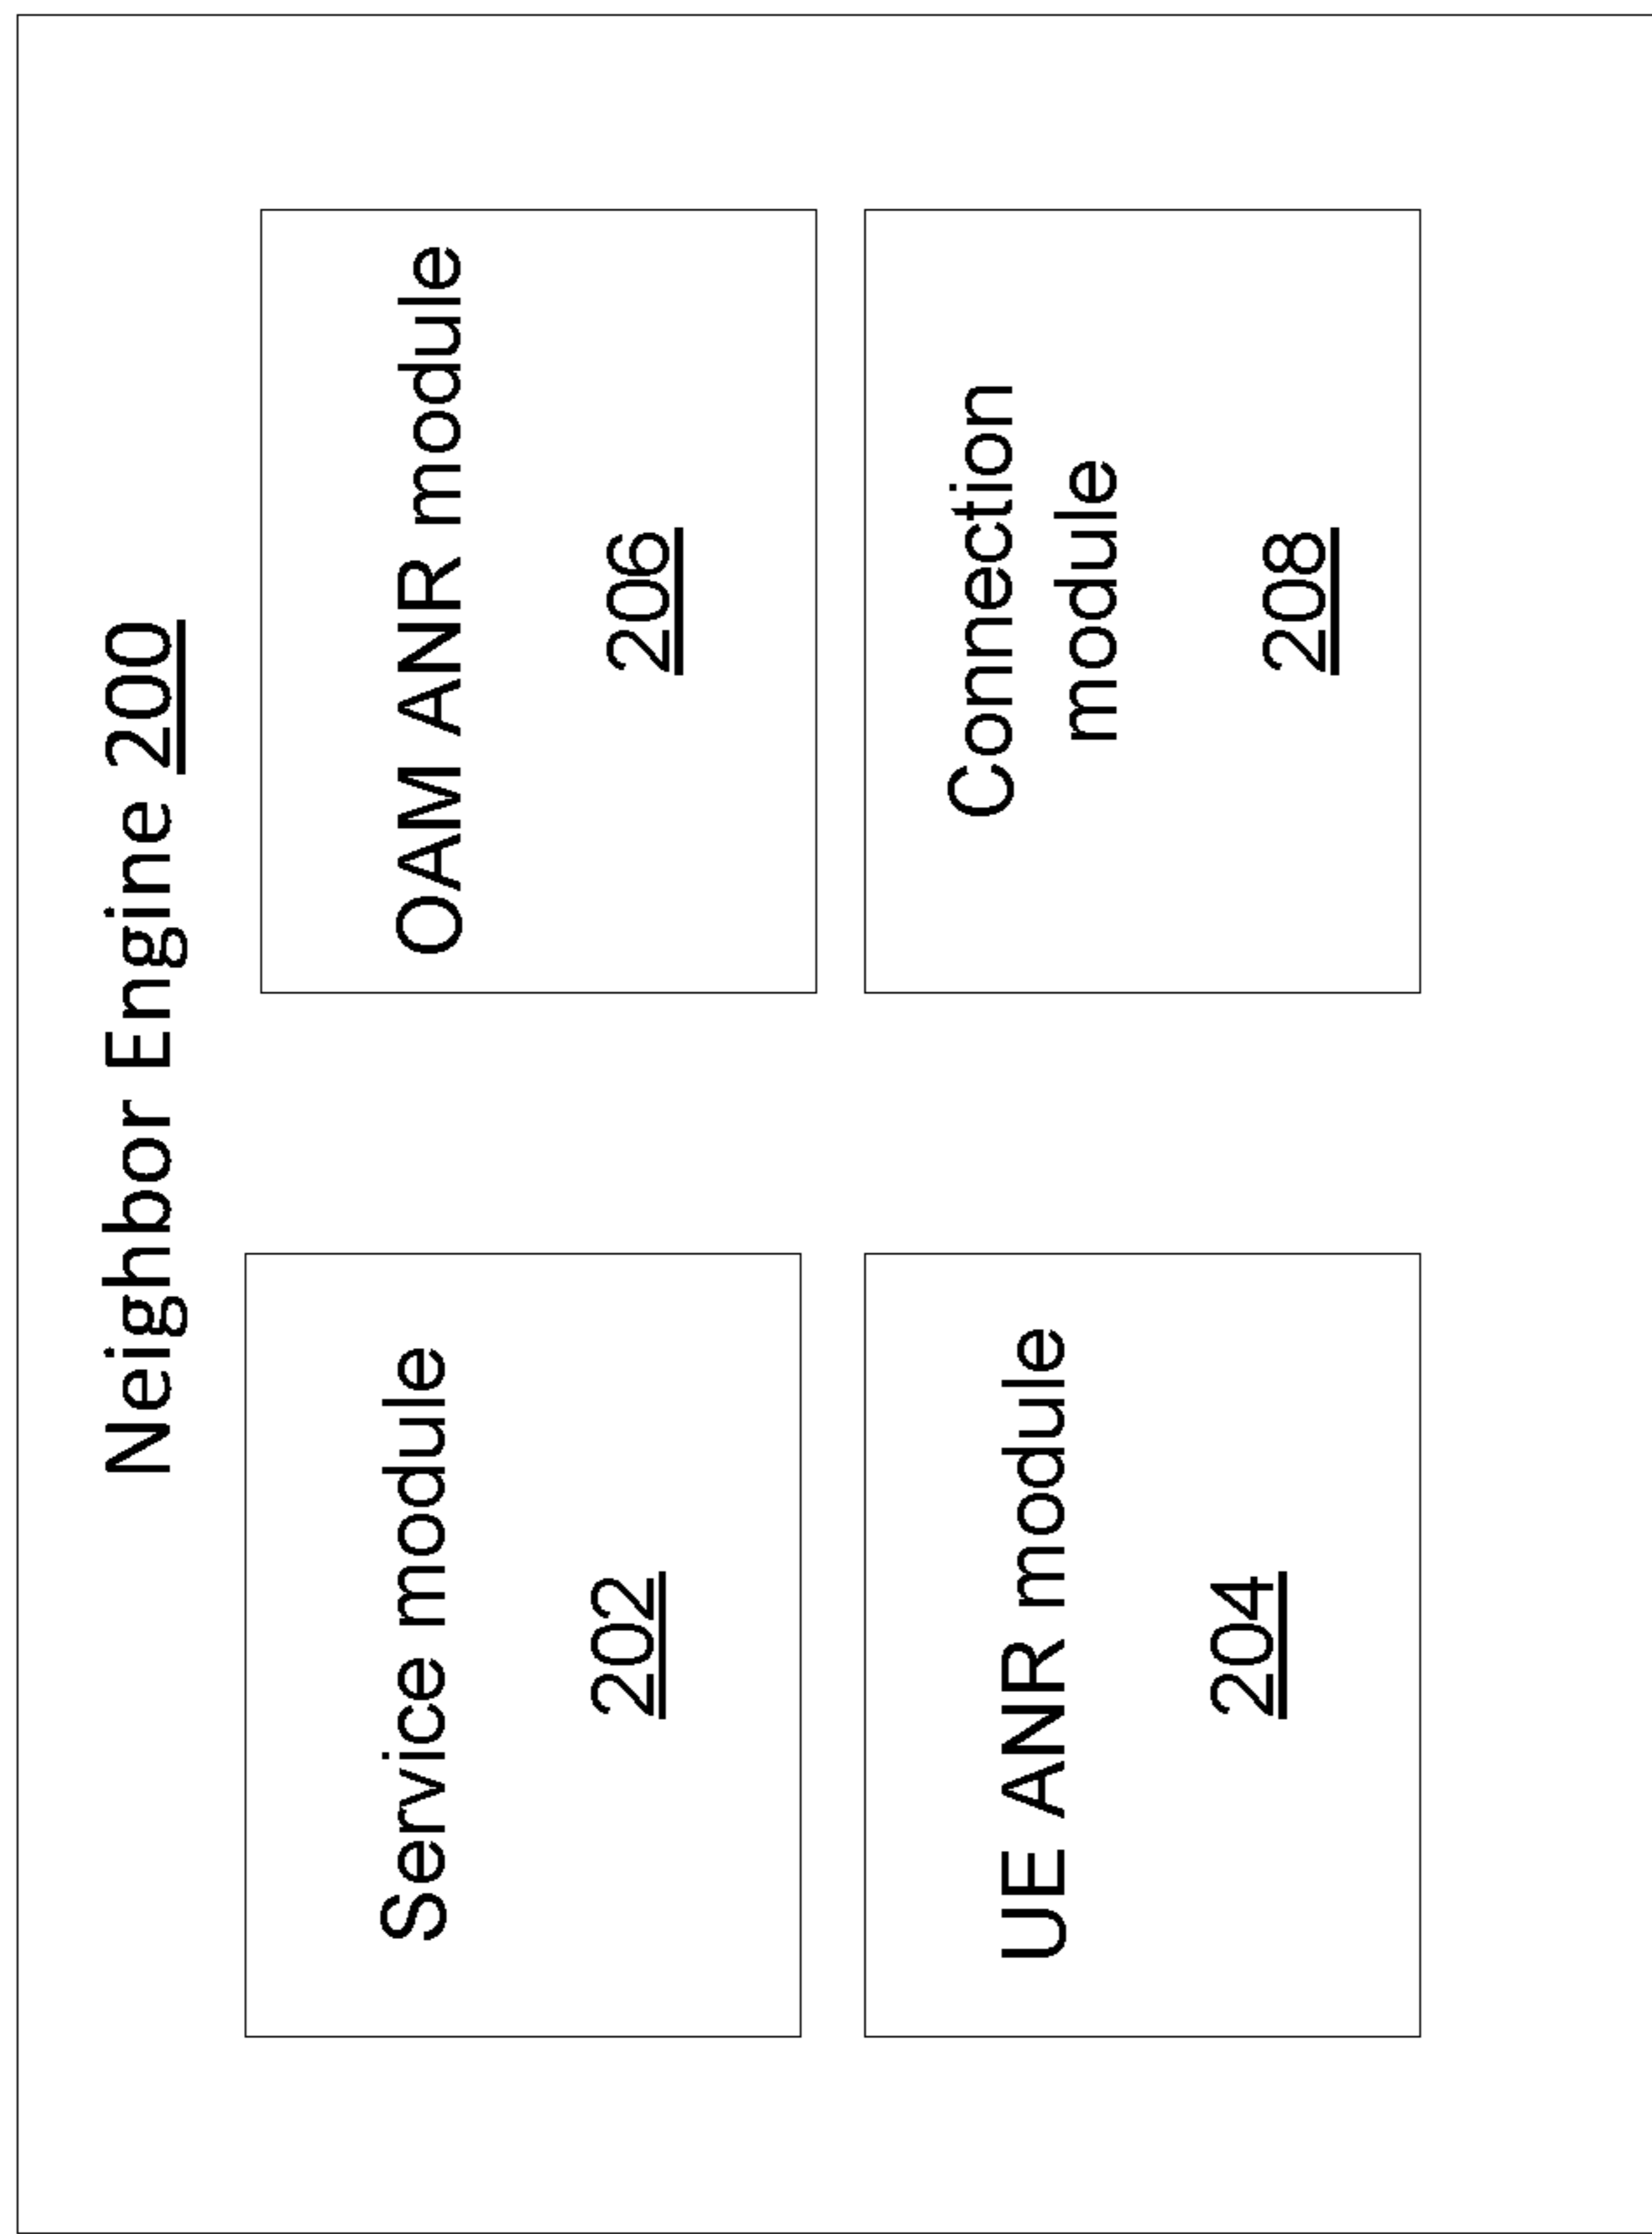 Neighbor Engine 200
Service module
202
OAM ANR module
206
UE ANR module
204
Connection
module
208